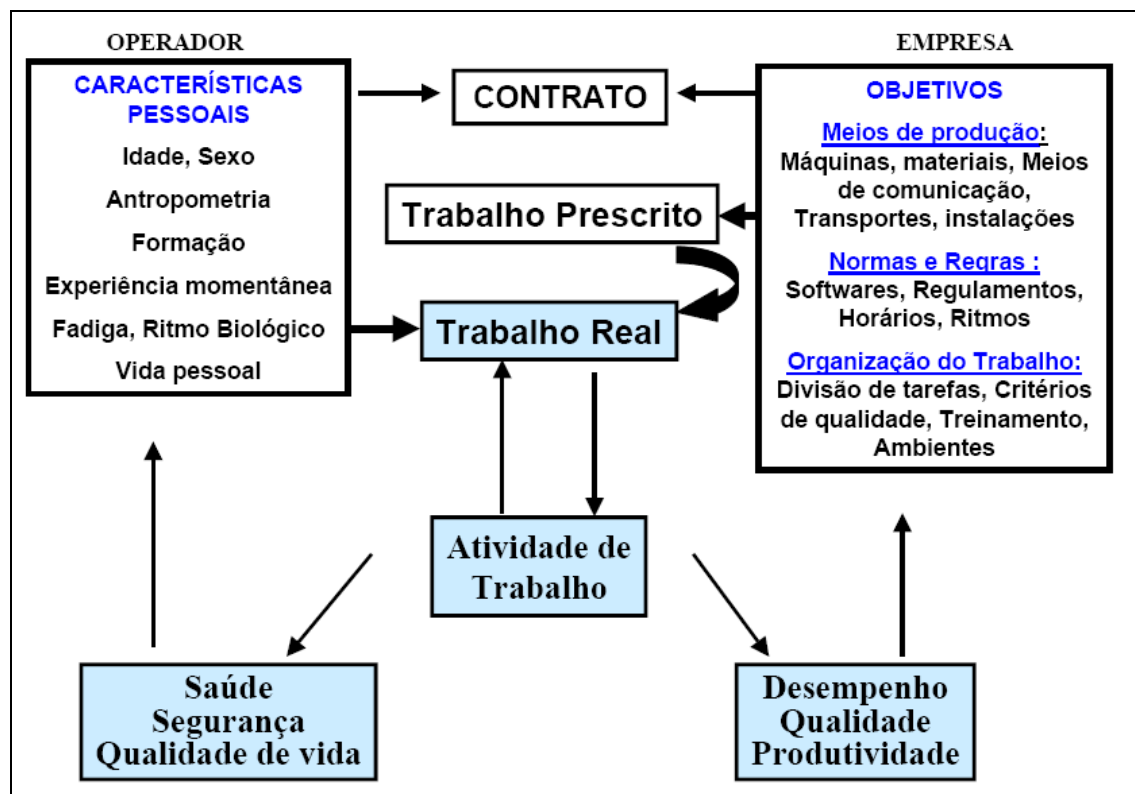 OPERADOR
CARACTERÍSTICAS
PESSOAIS
Idade, Sexo
Antropometria
Formação
Experiência momentânea
Fadiga, Ritmo Biológico
Vida pessoal
CONTRATO
Trabalho Prescrito
Trabalho Real
Atividade de
Trabalho
EMPRESA
OBJETIVOS
Meios de produção:
Máquinas, materiais, Meios
de comunicação,
Transportes, instalações
Normas e Regras :
Softwares, Regulamentos,
Horários, Ritmos
Organização do Trabalho:
Divisão de tarefas, Critérios
de qualidade, Treinamento,
Ambientes
Saúde
Segurança
Qualidade de vida
Desempenho
Qualidade
Produtividade